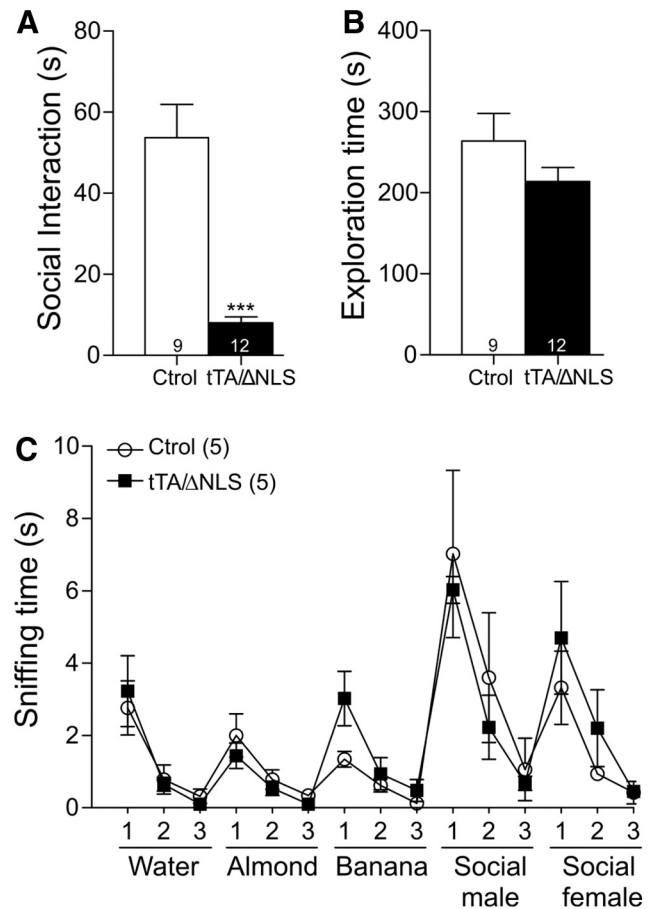 A
Social Interaction (s)
80
60
40
20
0
***
9
12
Ctrol tTA/ΔNLS
B
Exploration time (s)
400
300
200
100
0
9
12
Ctrol tTA/ΔNLS
C
Sniffing time (s)
10
8
6
4
2
0
Ctrol (5)
tTA/ΔNLS (5)
1 2 3 1 2 3 1 2 3 1 2 3 1 2 3
Water Almond Banana Social Social
male female